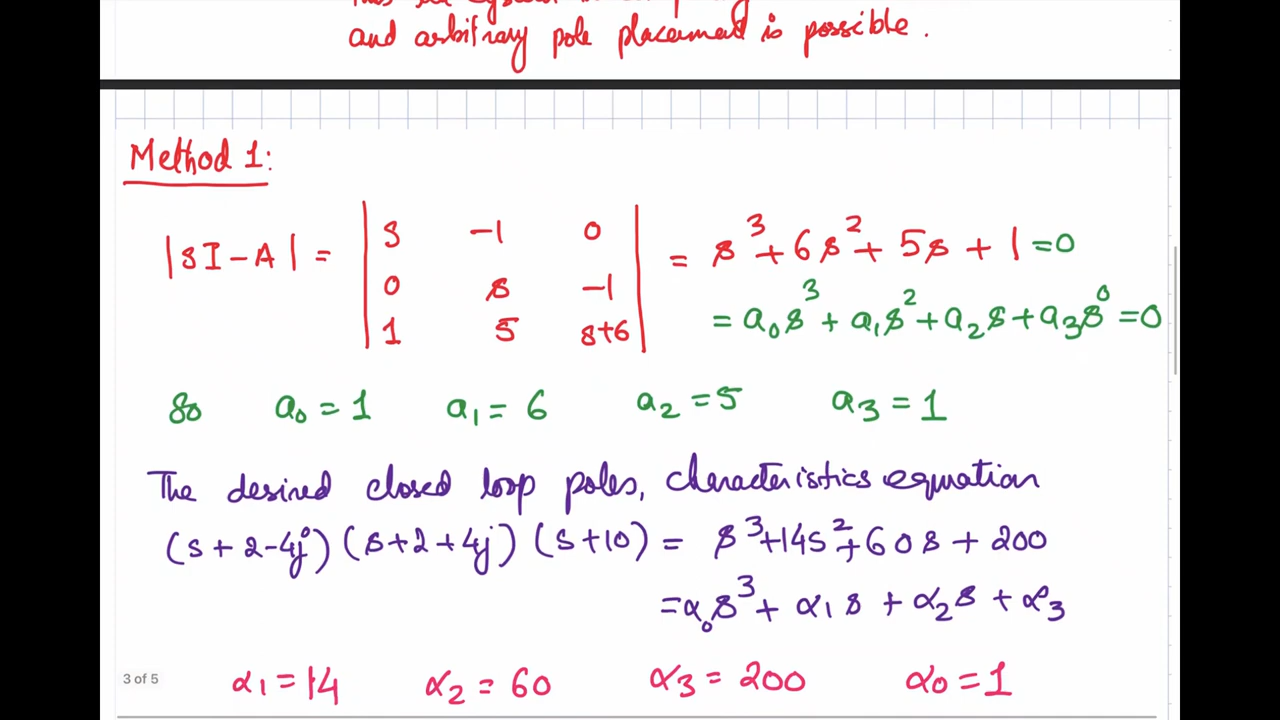 and arbitrary pole placement is possible.
Method 1:
|SI-A| = | s -1 0 | = s³ + 6s² + 5s + 1 = 0
| 0 s -1 | = a₀s³ + a₁s² + a₂s + a₃s⁰ = 0
| 1 5 s+6 |
So a₀ = 1 a₁ = 6 a₂ = 5 a₃ = 1
The desired closed loop poles, characteristics equation
(s + 2 - 4j) (s + 2 + 4j) (s + 10) = s³ + 14s² + 60s + 200
= α₀s³ + α₁s + α₂s + α₃
3 of 5
α₁ = 14 α₂ = 60 α₃ = 200 α₀ = 1